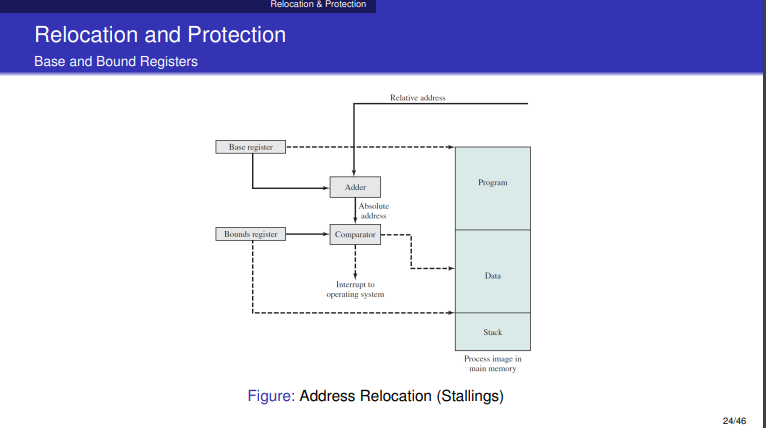 Relocation & Protection
Relocation and Protection
Base and Bound Registers
Relative address
Base register
Program
Adder
Absolute
address
Bounds register
Comparator
Data
Interrupt to
operating system
Stack
Process image in
main memory
Figure: Address Relocation (Stallings)
24/46